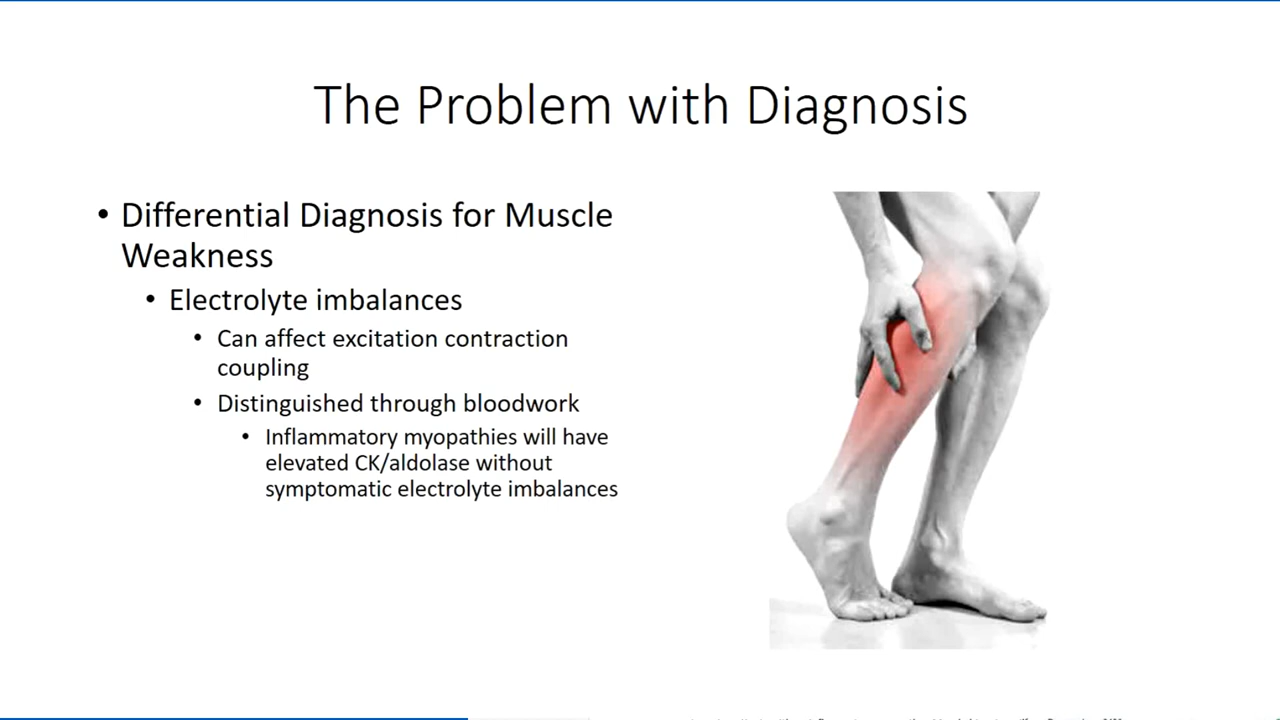 The Problem with Diagnosis
• Differential Diagnosis for Muscle
Weakness
• Electrolyte imbalances
• Can affect excitation contraction
coupling
• Distinguished through bloodwork
• Inflammatory myopathies will have
elevated CK/aldolase without
symptomatic electrolyte imbalances